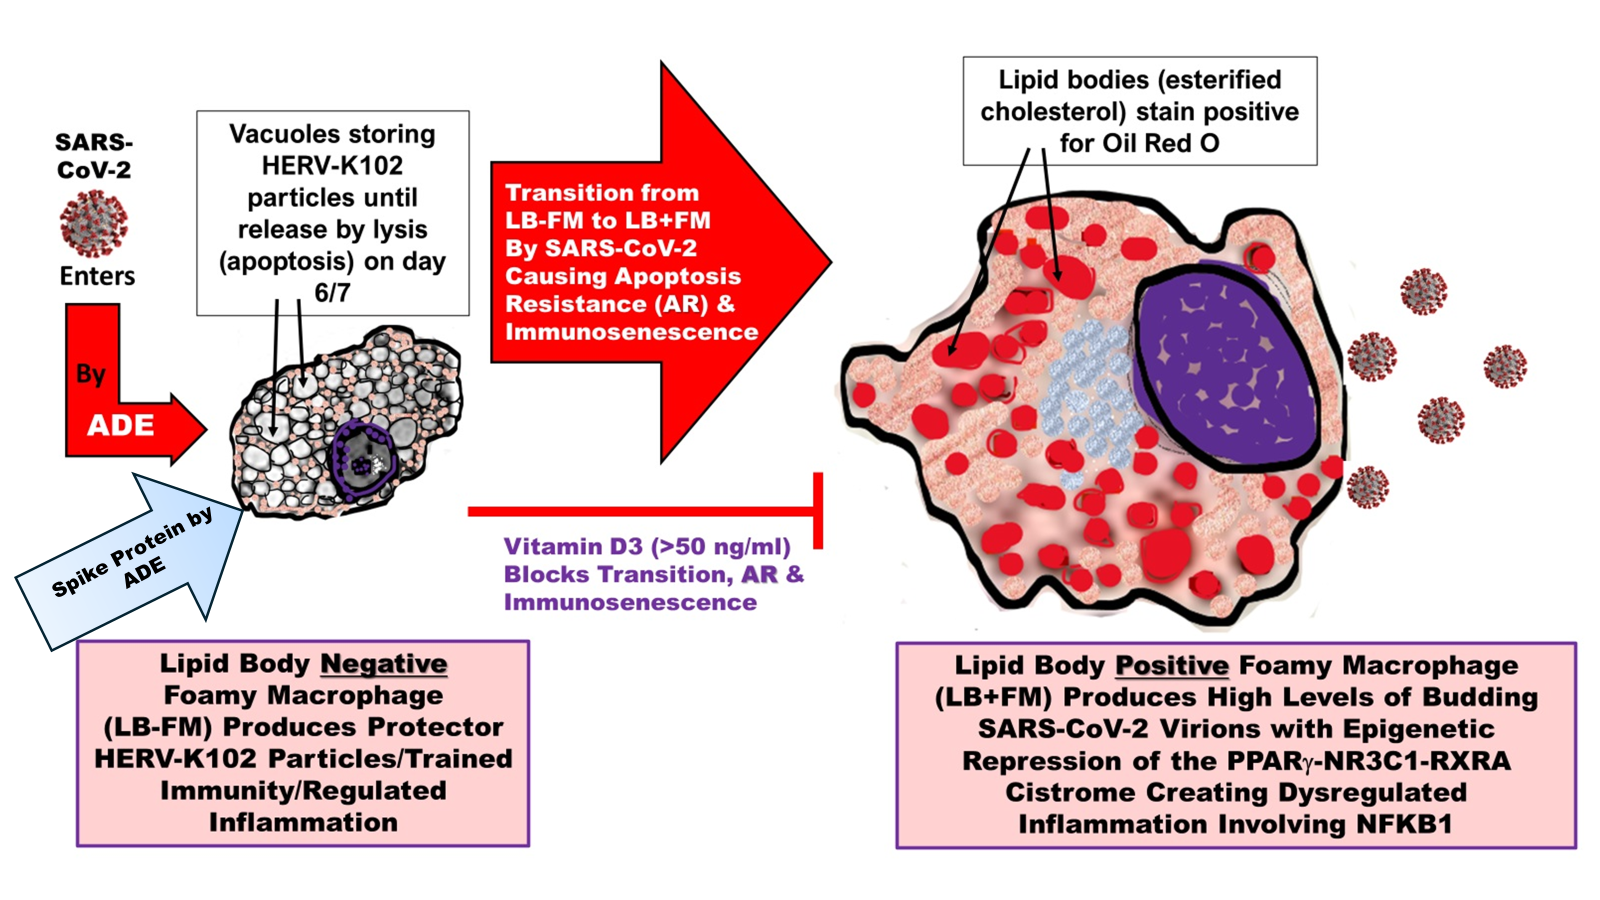 SARS-
CoV-2
Enters
By
ADE
Spike Protein by
ADE
Vacuoles storing
HERV-K102
particles until
release by lysis
(apoptosis) on day
6/7
Transition from
LB-FM to LB+FM
By SARS-CoV-2
Causing Apoptosis
Resistance (AR) &
Immunosenescence
Vitamin D3 (>50 ng/ml)
Blocks Transition, AR &
Immunosenescence
Lipid bodies (esterified
cholesterol) stain positive
for Oil Red O
Lipid Body Negative
Foamy Macrophage
(LB-FM) Produces Protector
HERV-K102 Particles/Trained
Immunity/Regulated
Inflammation
Lipid Body Positive Foamy Macrophage
(LB+FM) Produces High Levels of Budding
SARS-CoV-2 Virions with Epigenetic
Repression of the PPARγ-NR3C1-RXRA
Cistrome Creating Dysregulated
Inflammation Involving NFKB1